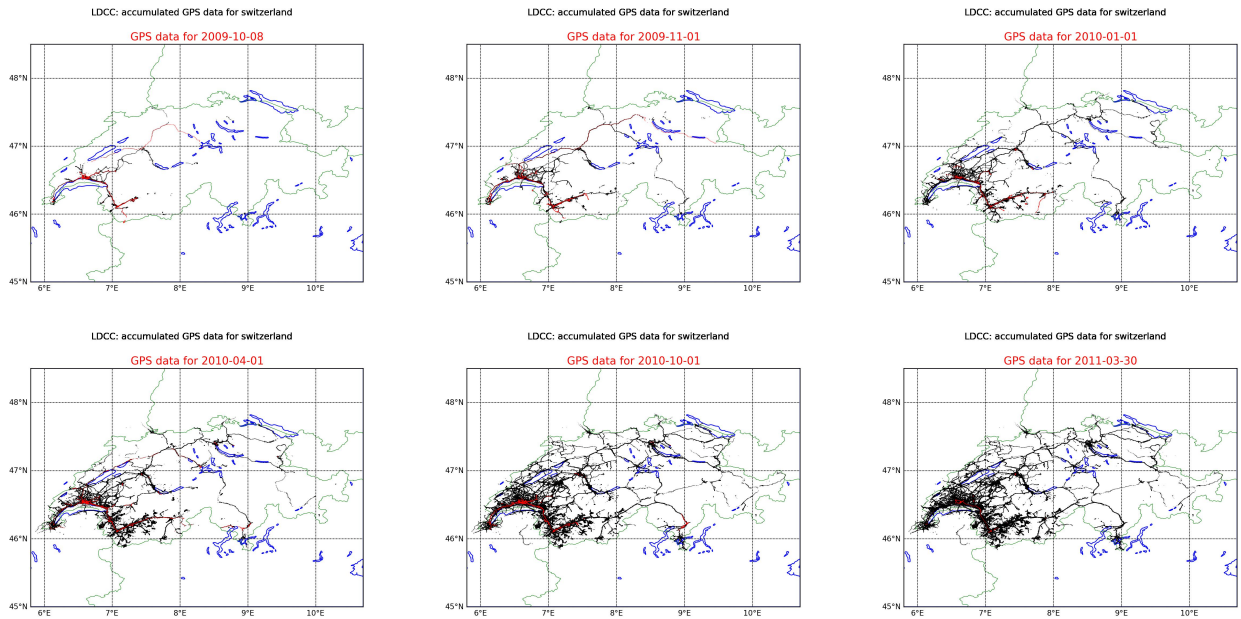 LDCC: accumulated GPS data for switzerland
GPS data for 2009-10-08
48°N
47°N
46°N
45°N
6°E 7°E 8°E 9°E 10°E
LDCC: accumulated GPS data for switzerland
GPS data for 2009-11-01
48°N
47°N
46°N
45°N
6°E 7°E 8°E 9°E 10°E
LDCC: accumulated GPS data for switzerland
GPS data for 2010-01-01
48°N
47°N
46°N
45°N
6°E 7°E 8°E 9°E 10°E
LDCC: accumulated GPS data for switzerland
GPS data for 2010-04-01
48°N
47°N
46°N
45°N
6°E 7°E 8°E 9°E 10°E
LDCC: accumulated GPS data for switzerland
GPS data for 2010-10-01
48°N
47°N
46°N
45°N
6°E 7°E 8°E 9°E 10°E
LDCC: accumulated GPS data for switzerland
GPS data for 2011-03-30
48°N
47°N
46°N
45°N
6°E 7°E 8°E 9°E 10°E